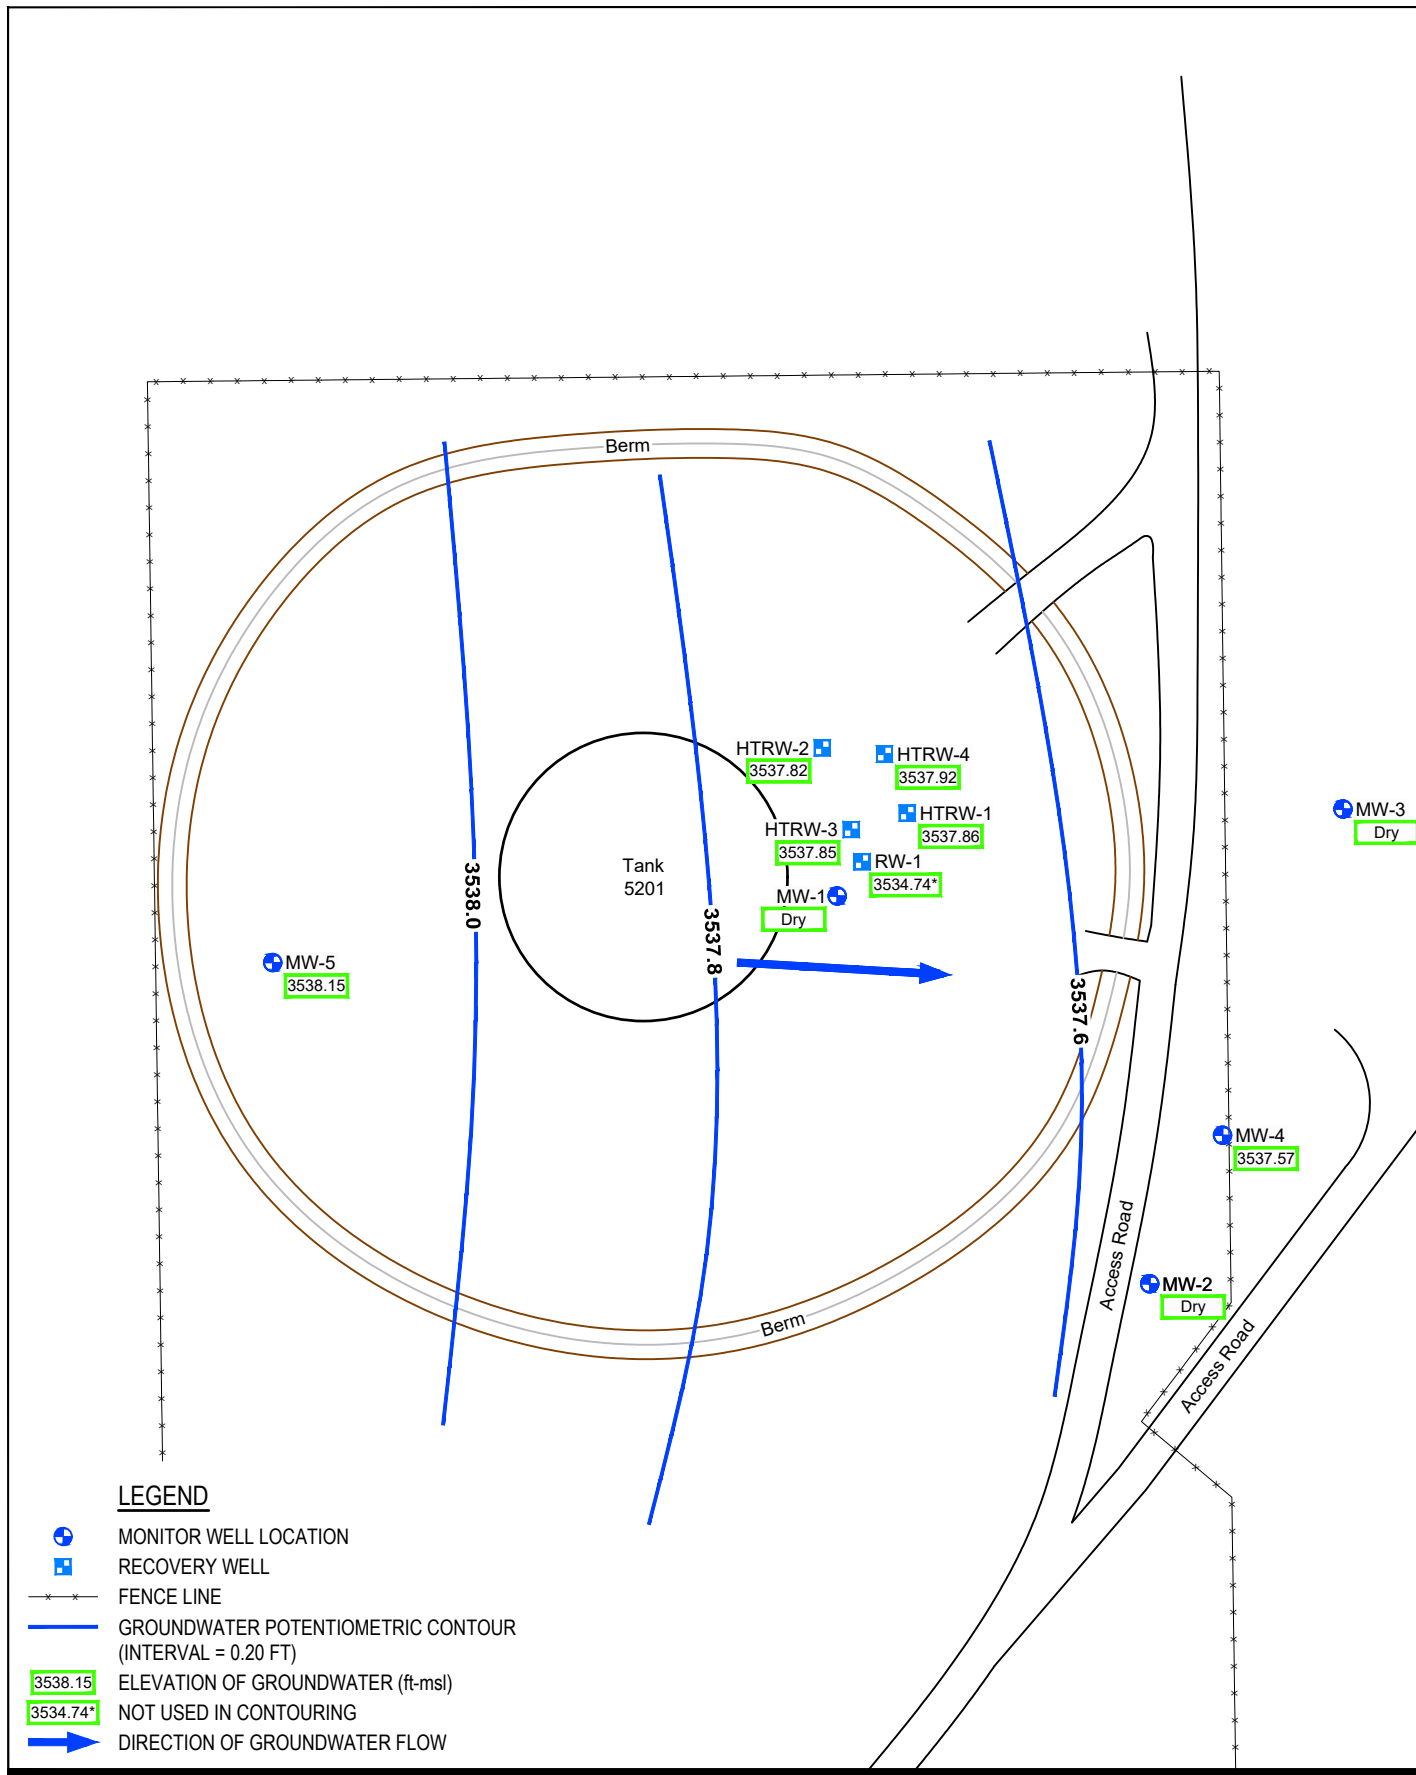 Berm
HTRW-2
3537.82
HTRW-4
3537.92
HTRW-1
3537.86
HTRW-3
3537.85
RW-1
3534.74*
MW-1
Dry
MW-3
Dry
Tank
5201
3538.0
3537.8
3537.6
MW-5
3538.15
MW-4
3537.57
MW-2
Dry
Access Road
Access Road
Berm
LEGEND
MONITOR WELL LOCATION
RECOVERY WELL
FENCE LINE
GROUNDWATER POTENTIOMETRIC CONTOUR
(INTERVAL = 0.20 FT)
3538.15 ELEVATION OF GROUNDWATER (ft-msl)
3534.74* NOT USED IN CONTOURING
DIRECTION OF GROUNDWATER FLOW